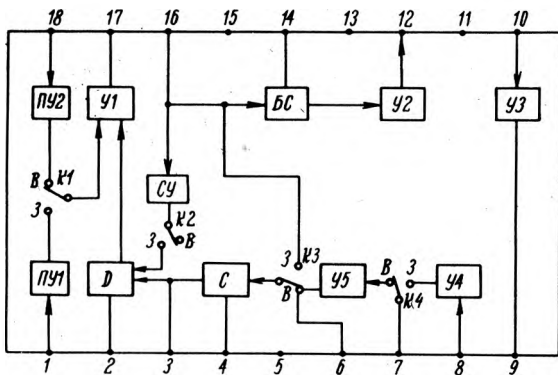 18 17 16 15 14 13 12 11 10
ПУ2 У1 БС У2 У3
В К1
СУ
З
К2
З В
К3
З
В З
ПУ1 D С В У5 К4 У4
1 2 3 4 5 6 7 8 9